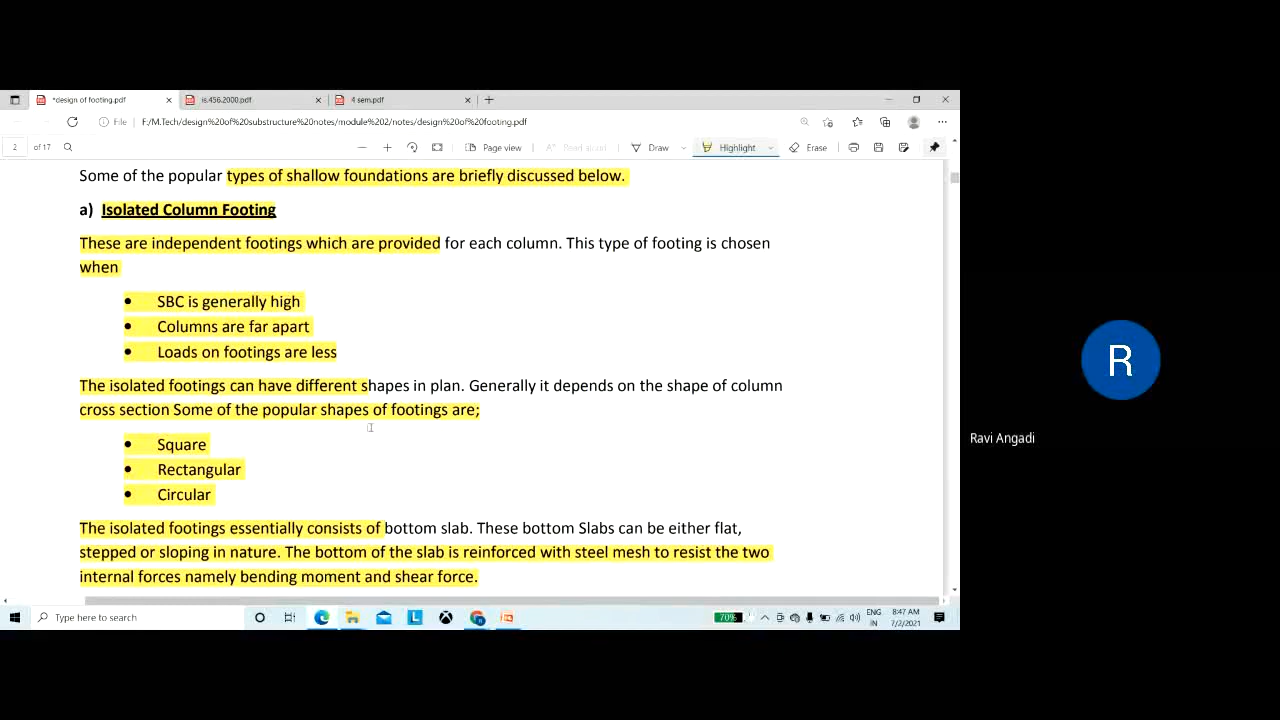 *design of footing.pdf
is.456.2000.pdf
4 sem.pdf
File
F:/M.Tech/design%20of%20substructure%20notes/module%202/notes/design%20of%20footing.pdf
2 of 17
Page view
Read aloud
Draw
Highlight
Erase
Some of the popular types of shallow foundations are briefly discussed below.
a) Isolated Column Footing
These are independent footings which are provided for each column. This type of footing is chosen
when
• SBC is generally high
• Columns are far apart
• Loads on footings are less
The isolated footings can have different shapes in plan. Generally it depends on the shape of column
cross section Some of the popular shapes of footings are;
• Square
• Rectangular
• Circular
The isolated footings essentially consists of bottom slab. These bottom Slabs can be either flat,
stepped or sloping in nature. The bottom of the slab is reinforced with steel mesh to resist the two
internal forces namely bending moment and shear force.
R
Ravi Angadi
Type here to search
70%
ENG
IN
8:47 AM
7/2/2021